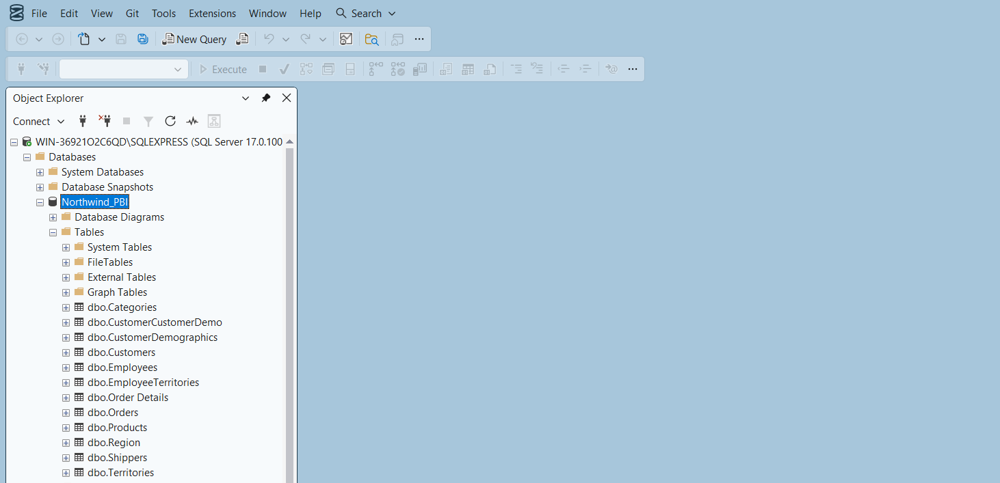 File Edit View Git Tools Extensions Window Help Search
New Query
Execute
Object Explorer
Connect
WIN-36921O2C6QD\SQLEXPRESS (SQL Server 17.0.100
Databases
System Databases
Database Snapshots
Northwind_PBI
Database Diagrams
Tables
System Tables
FileTables
External Tables
Graph Tables
dbo.Categories
dbo.CustomerCustomerDemo
dbo.CustomerDemographics
dbo.Customers
dbo.Employees
dbo.EmployeeTerritories
dbo.Order Details
dbo.Orders
dbo.Products
dbo.Region
dbo.Shippers
dbo.Territories